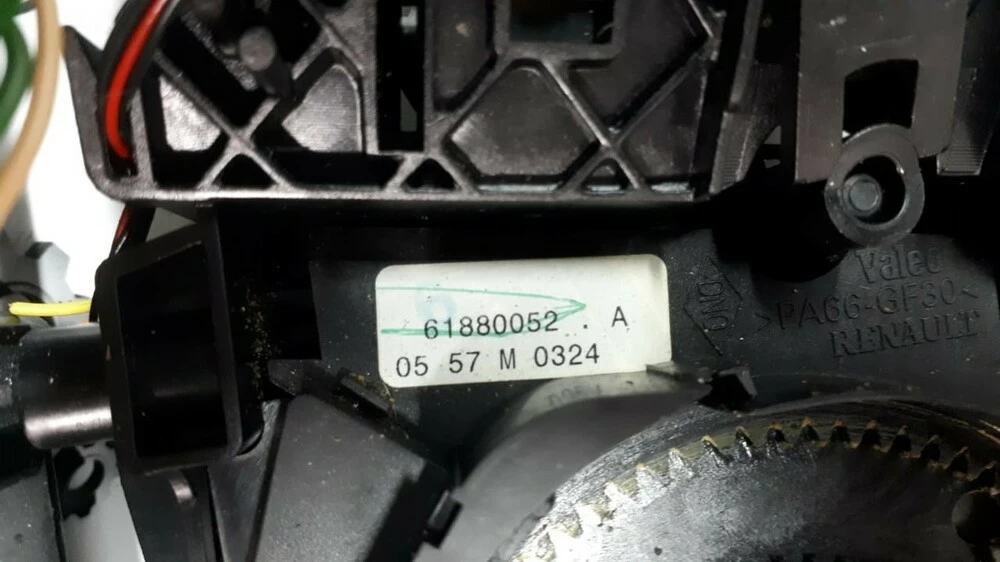 61880052 . A
05 57 M 0324
Valeo
>PA66-GF30<
RENAULT